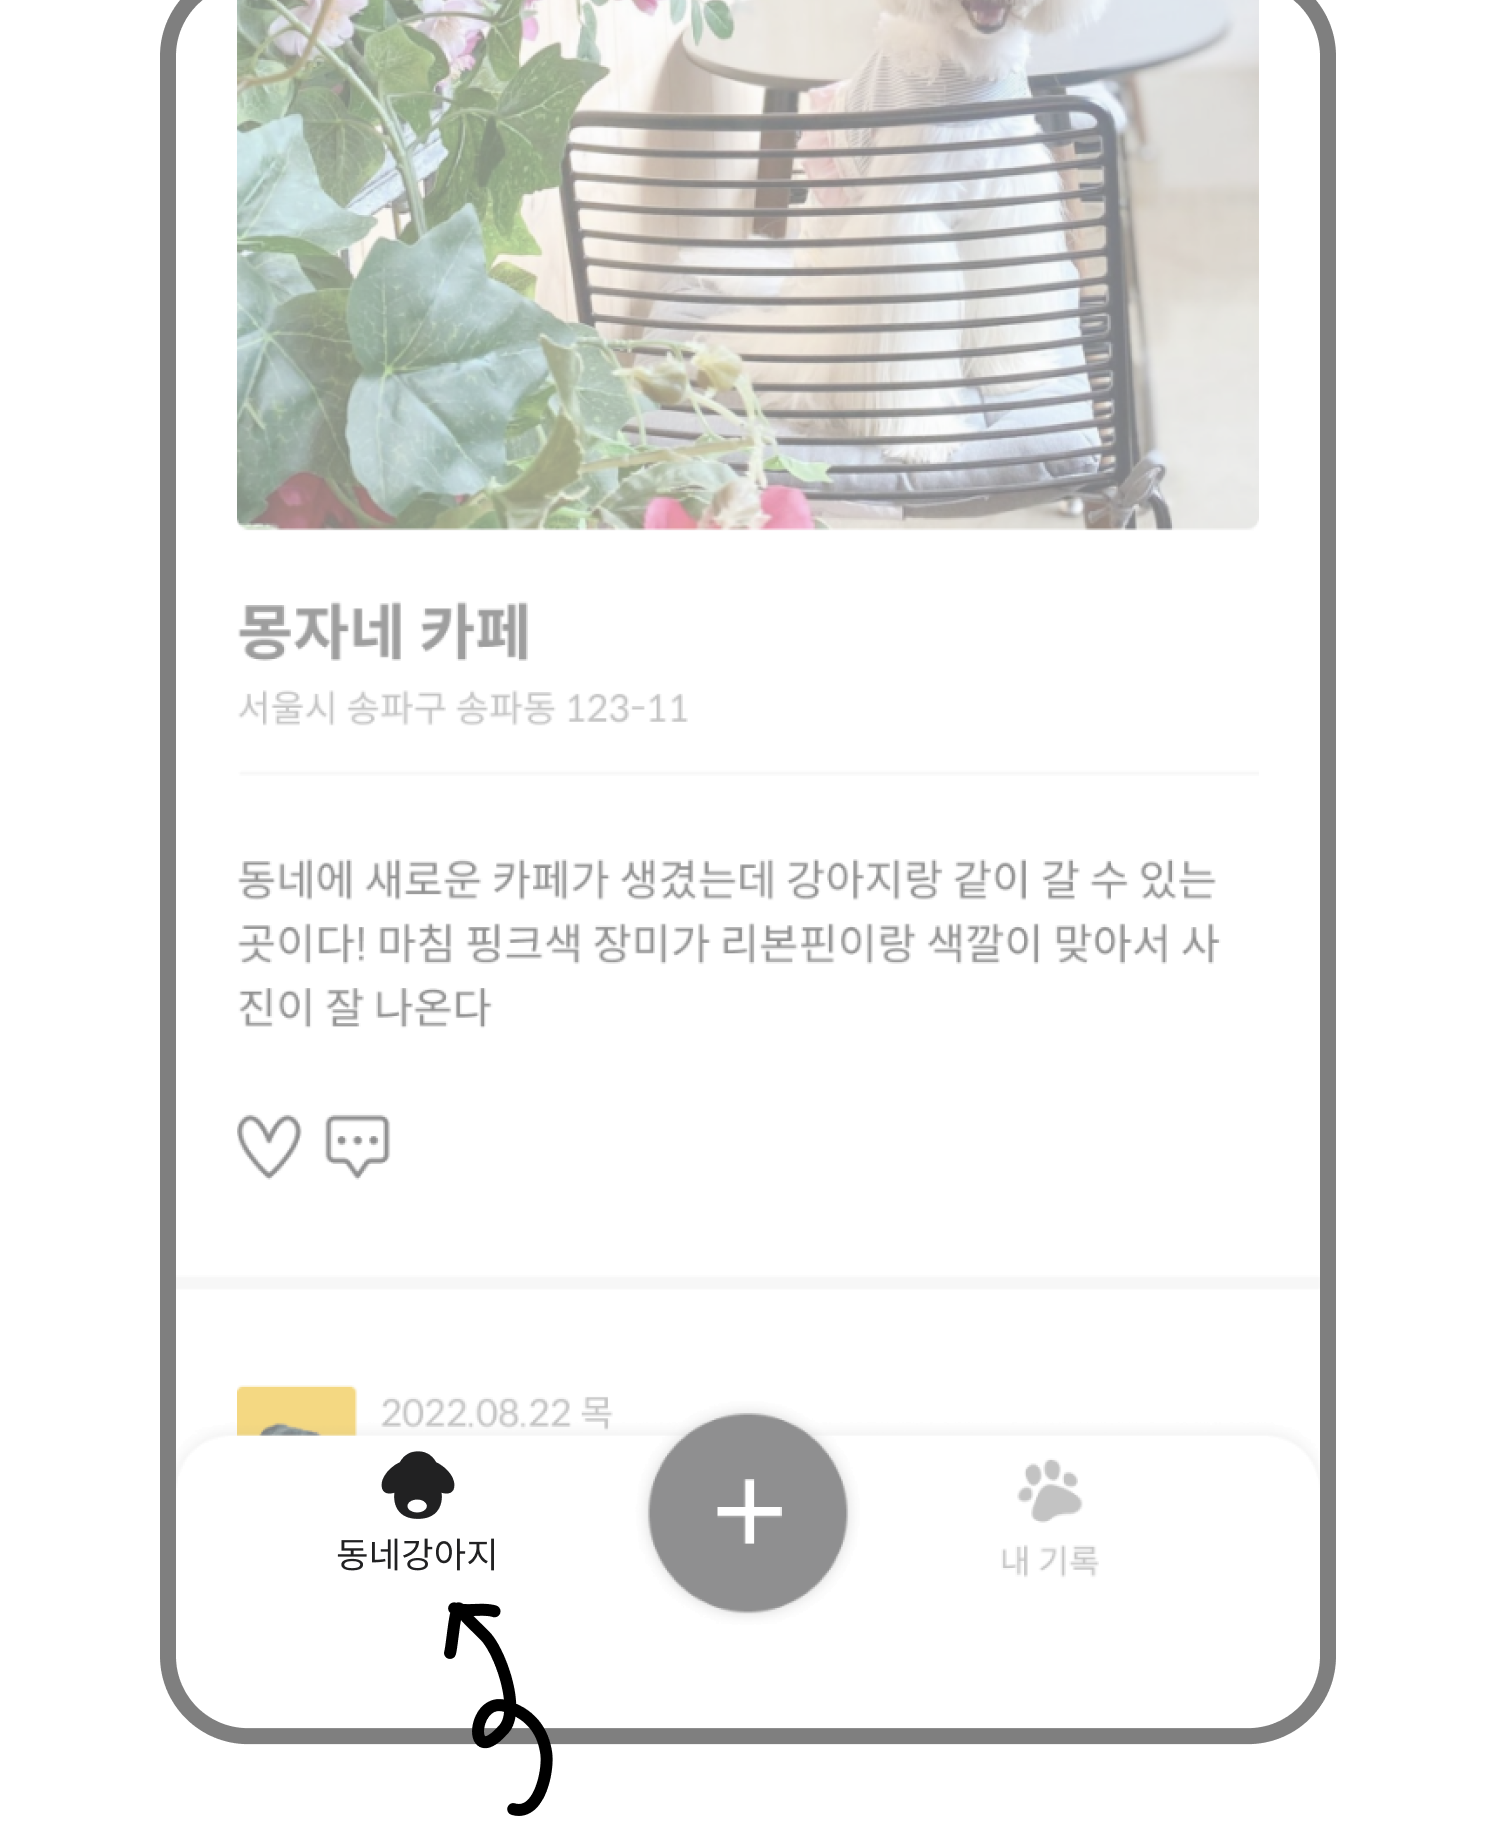 몽자네 카페
서울시 송파구 송파동 123-11
동네에 새로운 카페가 생겼는데 강아지랑 같이 갈 수 있는
곳이다! 마침 핑크색 장미가 리본핀이랑 색깔이 맞아서 사
진이 잘 나온다
2022.08.22 목
동네강아지
내 기록